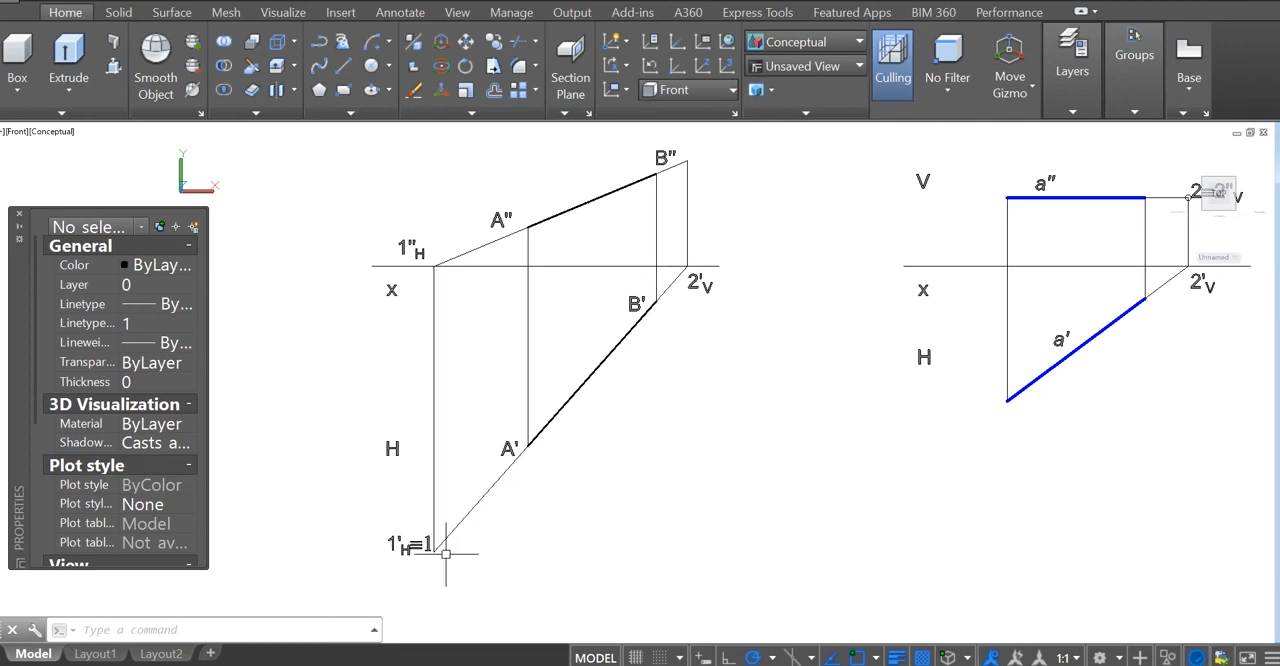 Home Solid Surface Mesh Visualize Insert Annotate View Manage Output Add-ins A360 Express Tools Featured Apps BIM 360 Performance
Conceptual
Unsaved View
Front
Box
Extrude
Smooth
Object
Section
Plane
Culling
No Filter
Move
Gizmo
Layers
Groups
Base
][Front][Conceptual]
Y
X
No sele...
General
Color ByLay...
Layer 0
Linetype By...
Linetype... 1
Linewei... By...
Transpar... ByLayer
Thickness 0
3D Visualization
Material ByLayer
Shadow... Casts a...
Plot style
Plot style ByColor
Plot styl... None
Plot tabl... Model
Plot tabl... Not av...
View
PROPERTIES
B"
A"
1"H
x
2'V
B'
H
A'
1'H≡1
V
a"
x
2'V
a'
H
Unnamed
Type a command
Model Layout1 Layout2
MODEL
1:1